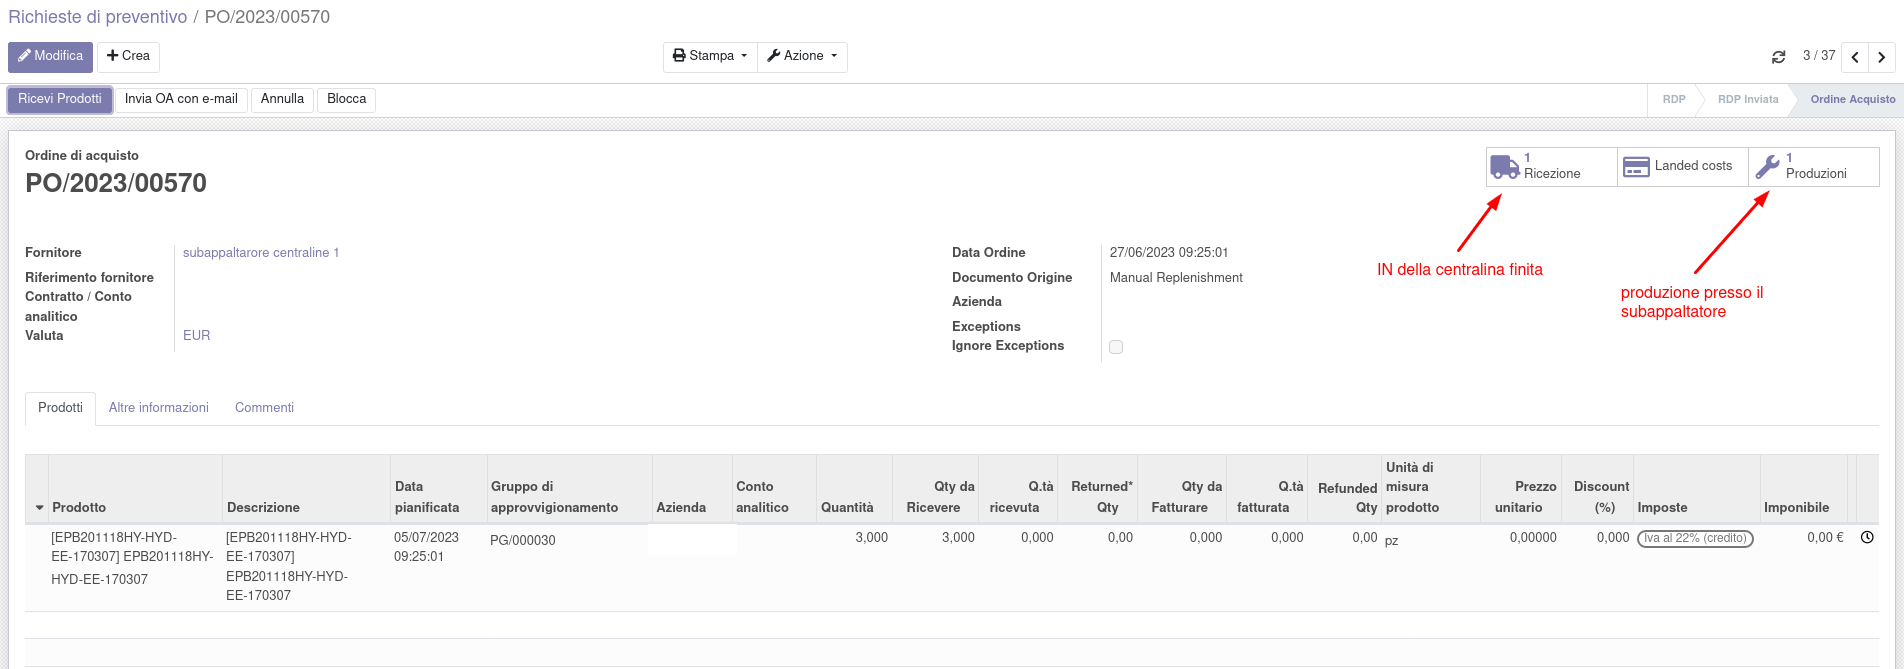 Richieste di preventivo / PO/2023/00570
Modifica
Crea
Stampa
Azione
3 / 37
Ricevi Prodotti
Invia OA con e-mail
Annulla
Blocca
RDP
RDP Inviata
Ordine Acquisto
Ordine di acquisto
PO/2023/00570
1
Ricezione
Landed costs
1
Produzioni
IN della centralina finita
produzione presso il
subappaltatore
Fornitore
subappaltarore centraline 1
Riferimento fornitore
Contratto / Conto
analitico
Valuta
EUR
Data Ordine
27/06/2023 09:25:01
Documento Origine
Manual Replenishment
Azienda
Exceptions
Ignore Exceptions
Prodotti
Altre informazioni
Commenti
Prodotto
Descrizione
Data
pianificata
Gruppo di
approvvigionamento
Azienda
Conto
analitico
Quantità
Qty da
Ricevere
Q.tà
ricevuta
Returned*
Qty
Qty da
Fatturare
Q.tà
fatturata
Refunded
Qty
Unità di
misura
prodotto
Prezzo
unitario
Discount
(%)
Imposte
Imponibile
[EPB201118HY-HYD-
EE-170307] EPB201118HY-
HYD-EE-170307
[EPB201118HY-HYD-
EE-170307]
EPB201118HY-HYD-
EE-170307
05/07/2023
09:25:01
PG/000030
3,000
3,000
0,000
0,00
0,000
0,000
0,00
pz
0,00000
0,000
Iva al 22% (credito)
0,00 €